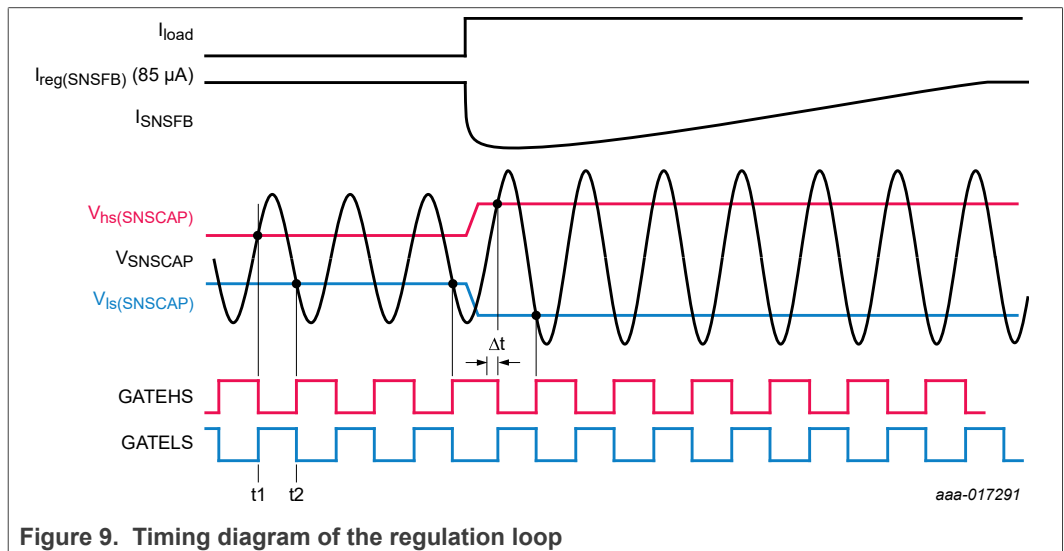 Iload
Ireg(SNSFB) (85 µA)
ISNSFB
Vhs(SNSCAP)
VSNSCAP
Vls(SNSCAP)
Δt
GATEHS
GATELS
t1 t2
aaa-017291
Figure 9. Timing diagram of the regulation loop